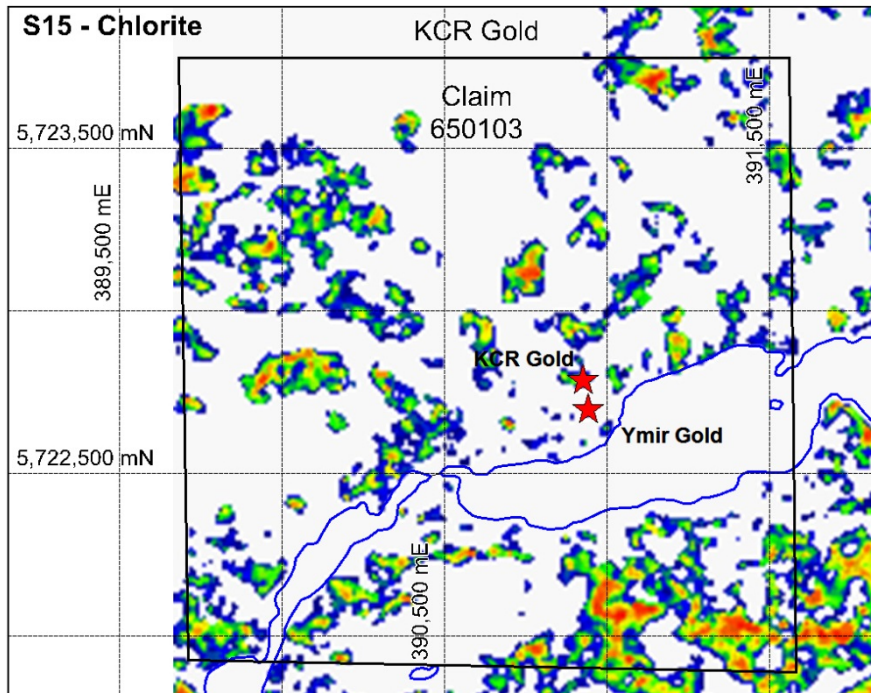 S15 - Chlorite
KCR Gold
Claim
650103
5,723,500 mN
391,500 mE
389,500 mE
KCR Gold
Ymir Gold
5,722,500 mN
390,500 mE